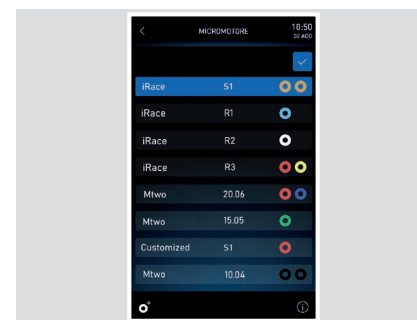 MICROMOTORE 10:50
02 AGO
iRace S1
iRace R1
iRace R2
iRace R3
Mtwo 20.06
Mtwo 15.05
Customized S1
Mtwo 10.04